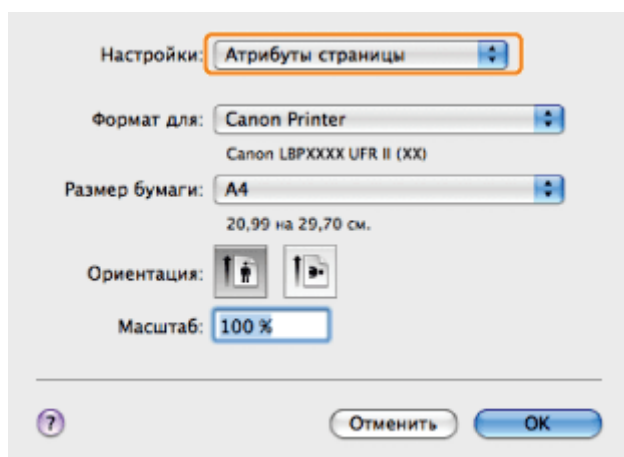 Настройки: Атрибуты страницы
Формат для: Canon Printer
Canon LBPXXXX UFR II (XX)
Размер бумаги: A4
20,99 на 29,70 см.
Ориентация:
Масштаб: 100 %
? Отменить OK